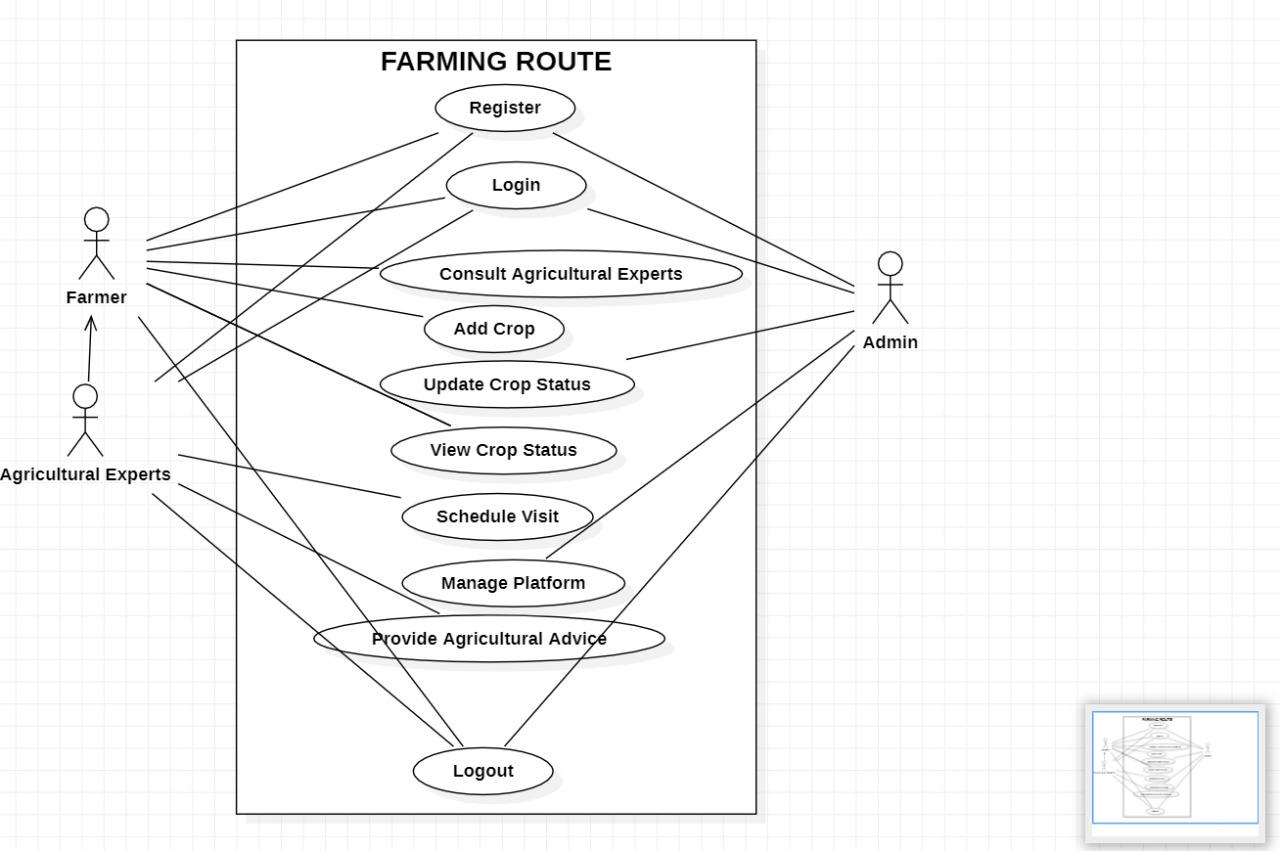 FARMING ROUTE
Register
Login
Consult Agricultural Experts
Add Crop
Update Crop Status
View Crop Status
Schedule Visit
Manage Platform
Provide Agricultural Advice
Logout
Farmer
Agricultural Experts
Admin